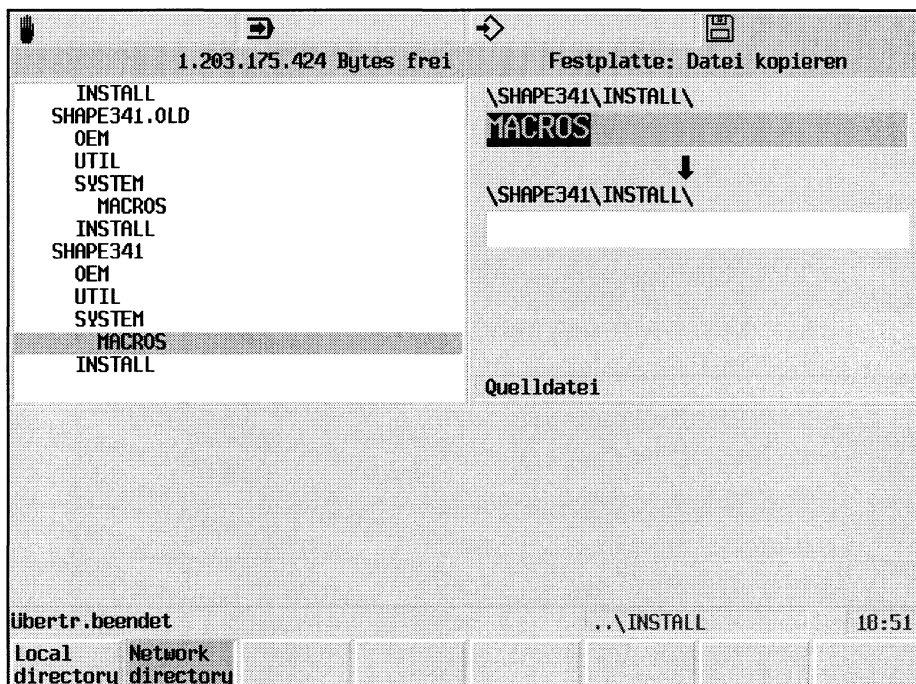 1.203.175.424 Bytes frei
Festplatte: Datei kopieren
INSTALL
SHAPE341.OLD
OEM
UTIL
SYSTEM
MACROS
INSTALL
SHAPE341
OEM
UTIL
SYSTEM
MACROS
INSTALL
\SHAPE341\INSTALL\
MACROS
\SHAPE341\INSTALL\
Quelldatei
übertr.beendet
..\INSTALL
10:51
Local directory
Network directory